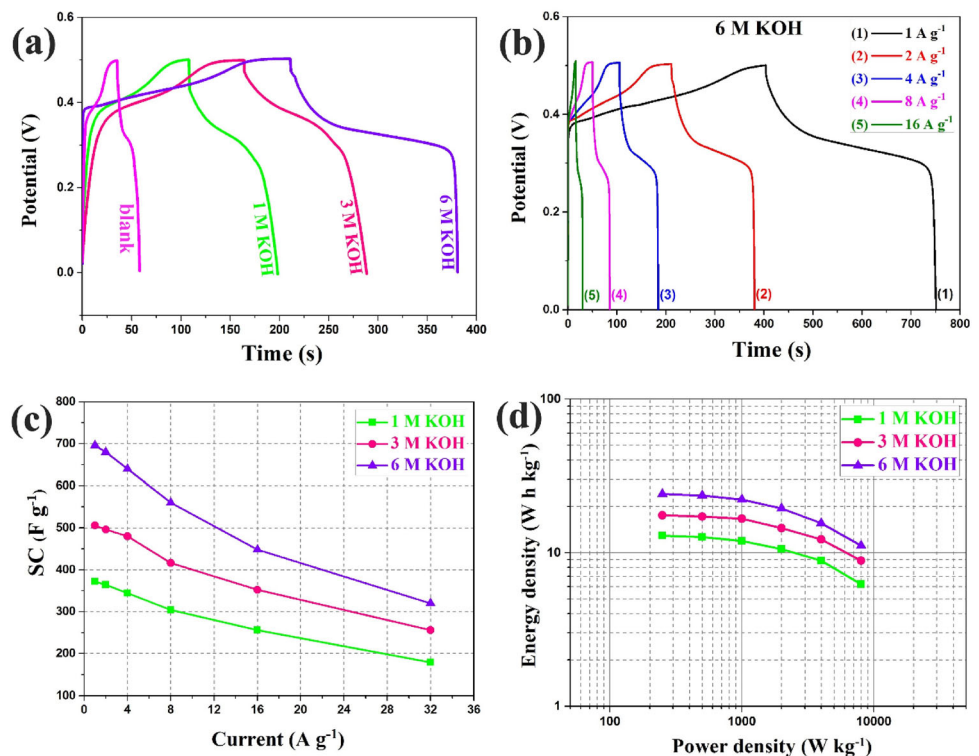 (a)
0.6
0.4
0.2
0.0
Potential (V)
blank
1 M KOH
3 M KOH
6 M KOH
0 50 100 150 200 250 300 350 400
Time (s)
(b)
6 M KOH
(1) 1 A g⁻¹
(2) 2 A g⁻¹
(3) 4 A g⁻¹
(4) 8 A g⁻¹
(5) 16 A g⁻¹
0.6
0.4
0.2
0.0
Potential (V)
(5) (4) (3) (2) (1)
0 100 200 300 400 500 600 700 800
Time (s)
(c)
800
700
600
500
400
300
200
100
SC (F g⁻¹)
1 M KOH
3 M KOH
6 M KOH
0 4 8 12 16 20 24 28 32 36
Current (A g⁻¹)
(d)
100
10
1
Energy density (W h kg⁻¹)
1 M KOH
3 M KOH
6 M KOH
100 1000 10000
Power density (W kg⁻¹)